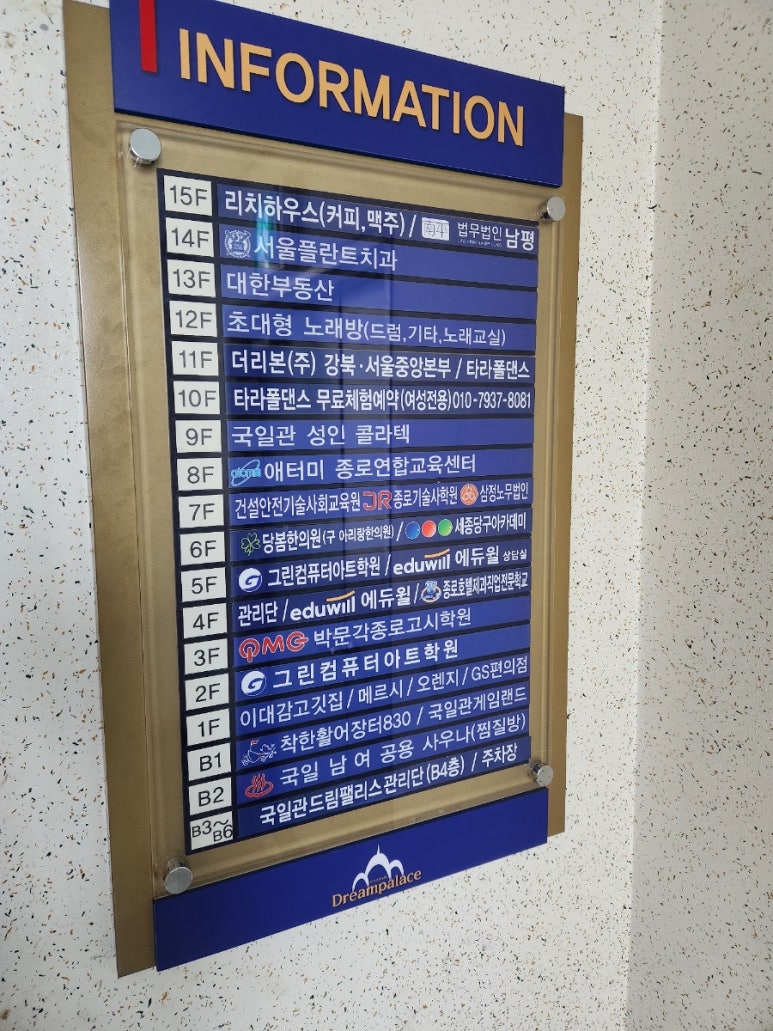 INFORMATION
15F 리치하우스(커피,맥주) / 법무법인 남평
14F 서울플란트치과
13F 대한부동산
12F 초대형 노래방(드럼,기타,노래교실)
11F 더리본(주) 강북·서울중앙본부 / 타라폴댄스
10F 타라폴댄스 무료체험예약(여성전용)010-7937-8081
9F 국일관 성인 콜라텍
8F atomy 애터미 종로연합교육센터
7F 건설안전기술사회교육원 JR 종로기술사학원 삼정노무법인
6F 당봄한의원(구 아리랑한의원) / 세종당구아카데미
5F G 그린컴퓨터아트학원 / eduwill 에듀윌 상담실
4F 관리단 / eduwill 에듀윌 / 종로호텔제과직업전문학교
3F PMG 박문각종로고시학원
2F G 그린컴퓨터아트학원
1F 이대감고깃집 / 메르시 / 오렌지 / GS편의점
B1 착한활어장터830 / 국일관게임랜드
B2 국일 남 여 공용 사우나(찜질방)
B3~B6 국일관드림팰리스관리단(B4층) / 주차장
Dreampalace